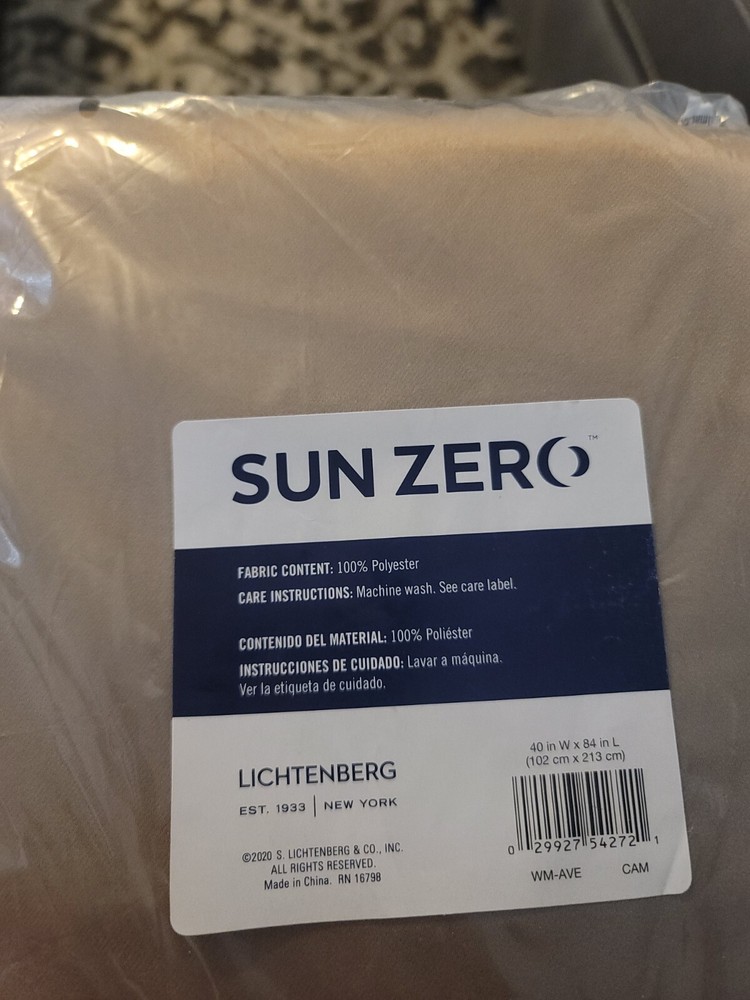 SUN ZERO™
FABRIC CONTENT: 100% Polyester
CARE INSTRUCTIONS: Machine wash. See care label.
CONTENIDO DEL MATERIAL: 100% Poliéster
INSTRUCCIONES DE CUIDADO: Lavar a máquina.
Ver la etiqueta de cuidado.
LICHTENBERG
EST. 1933 | NEW YORK
©2020 S. LICHTENBERG & CO., INC.
ALL RIGHTS RESERVED.
Made in China. RN 16798
40 in W x 84 in L
(102 cm x 213 cm)
0 29927 54272 1
WM-AVE CAM